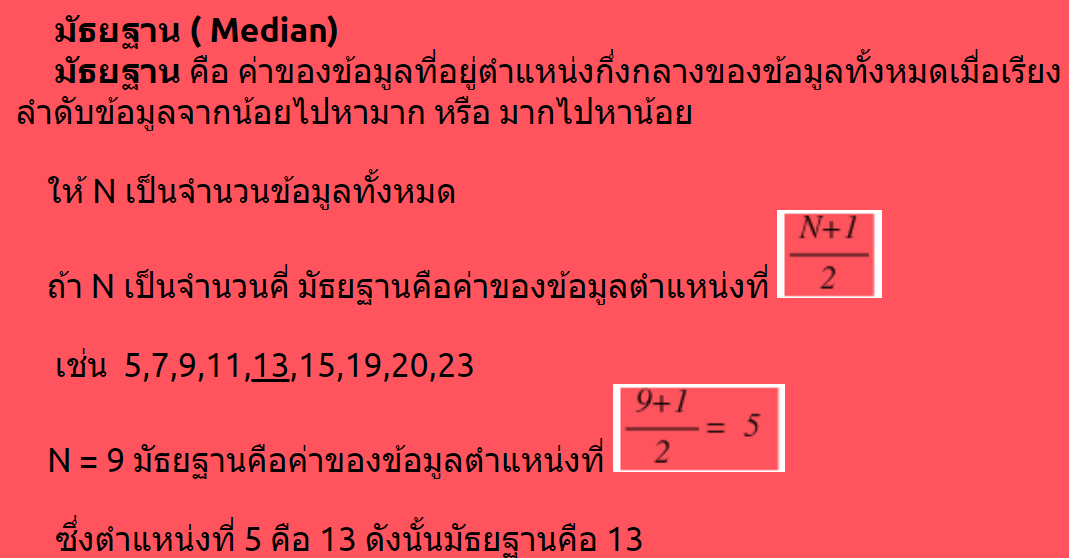 มัธยฐาน ( Median)
มัธยฐาน คือ ค่าของข้อมูลที่อยู่ตำแหน่งกึ่งกลางของข้อมูลทั้งหมดเมื่อเรียง
ลำดับข้อมูลจากน้อยไปหามาก หรือ มากไปหาน้อย
ให้ N เป็นจำนวนข้อมูลทั้งหมด
ถ้า N เป็นจำนวนคี่ มัธยฐานคือค่าของข้อมูลตำแหน่งที่ N+1/2
เช่น 5,7,9,11,13,15,19,20,23
N = 9 มัธยฐานคือค่าของข้อมูลตำแหน่งที่ 9+1/2 = 5
ซึ่งตำแหน่งที่ 5 คือ 13 ดังนั้นมัธยฐานคือ 13